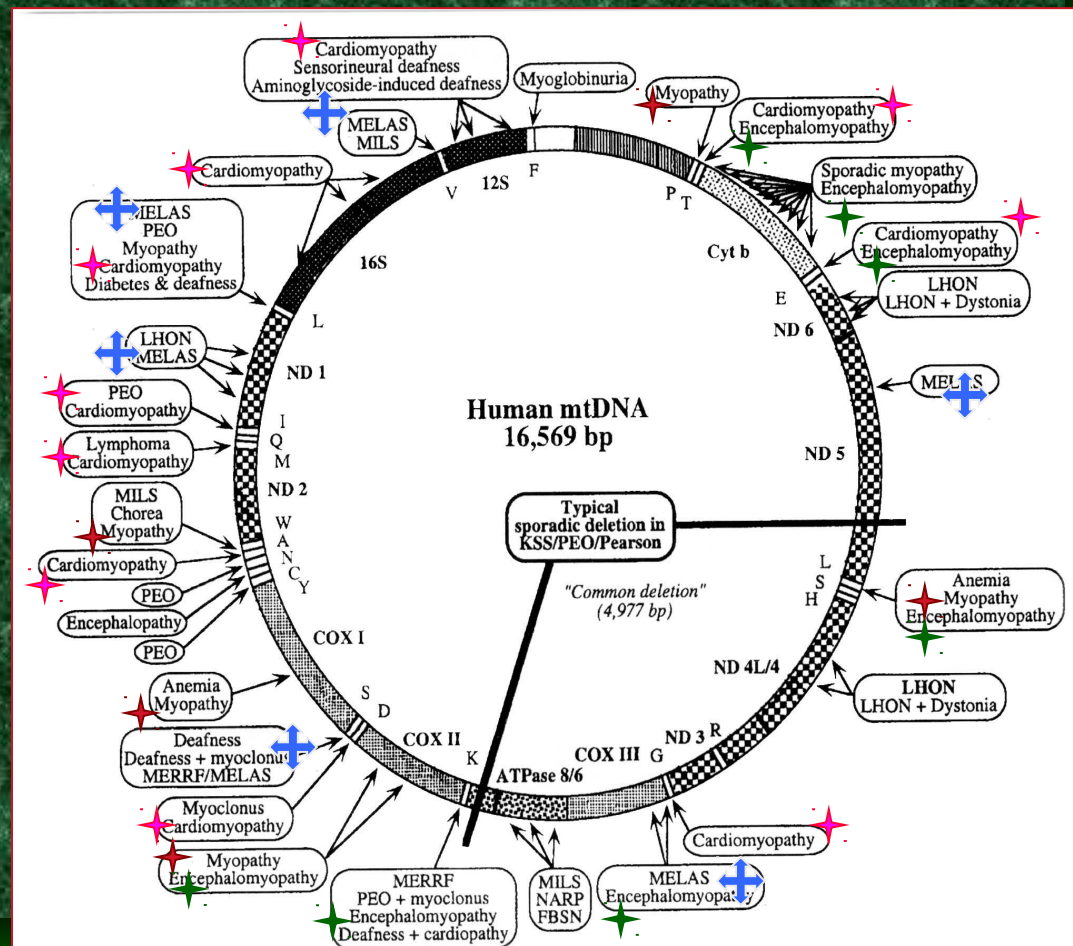 Cardiomyopathy
Sensorineural deafness
Aminoglycoside-induced deafness
Myoglobinuria
Myopathy
Cardiomyopathy
Encephalomyopathy
MELAS
MILS
Sporadic myopathy
Encephalomyopathy
Cardiomyopathy
V
12S
F
P
T
Cyt b
MELAS
PEO
Myopathy
Cardiomyopathy
Diabetes & deafness
16S
Cardiomyopathy
Encephalomyopathy
E
ND 6
LHON
LHON + Dystonia
L
LHON
MELAS
ND 1
MELAS
PEO
Cardiomyopathy
Human mtDNA
16,569 bp
I
Q
M
Lymphoma
Cardiomyopathy
ND 5
ND 2
MILS
Chorea
Myopathy
Typical
sporadic deletion in
KSS/PEO/Pearson
W
A
N
C
Y
Cardiomyopathy
PEO
Encephalopathy
PEO
"Common deletion"
(4,977 bp)
L
S
H
Anemia
Myopathy
Encephalomyopathy
COX I
ND 4L/4
LHON
LHON + Dystonia
Anemia
Myopathy
S
D
COX II
K
ATPase 8/6
COX III
G
ND 3
R
Deafness
Deafness + myoclonus
MERRF/MELAS
Myoclonus
Cardiomyopathy
Cardiomyopathy
Myopathy
Encephalomyopathy
MERRF
PEO + myoclonus
Encephalomyopathy
Deafness + cardiopathy
MILS
NARP
FBSN
MELAS
Encephalomyopathy